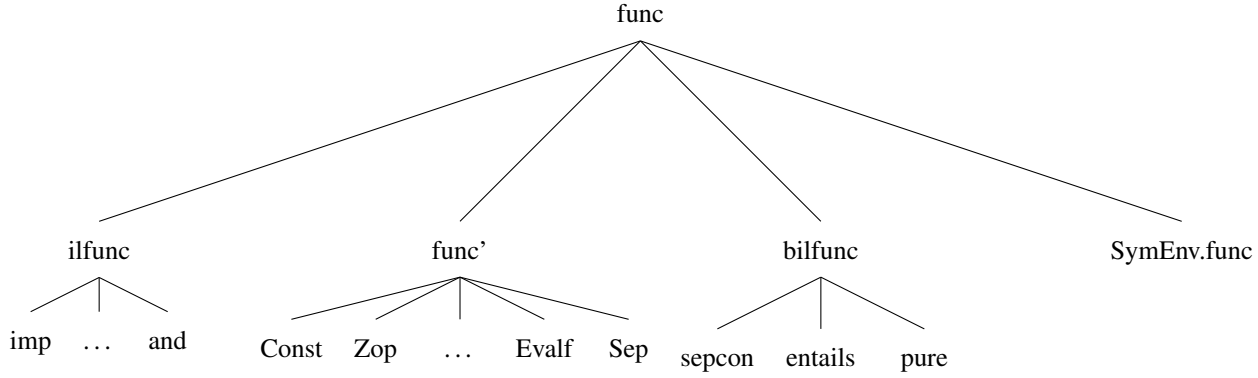 func
ilfunc func’ bilfunc SymEnv.func
imp ... and Const Zop ... Evalf Sep sepcon entails pure